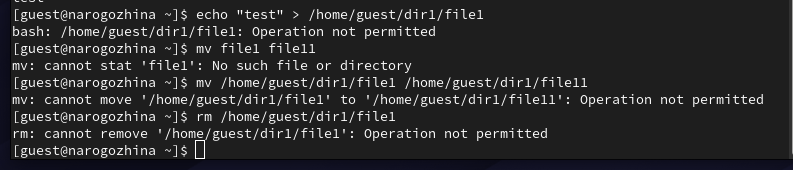 test
[guest@narogozhina ~]$ echo "test" > /home/guest/dir1/file1
bash: /home/guest/dir1/file1: Operation not permitted
[guest@narogozhina ~]$ mv file1 file11
mv: cannot stat 'file1': No such file or directory
[guest@narogozhina ~]$ mv /home/guest/dir1/file1 /home/guest/dir1/file11
mv: cannot move '/home/guest/dir1/file1' to '/home/guest/dir1/file11': Operation not permitted
[guest@narogozhina ~]$ rm /home/guest/dir1/file1
rm: cannot remove '/home/guest/dir1/file1': Operation not permitted
[guest@narogozhina ~]$